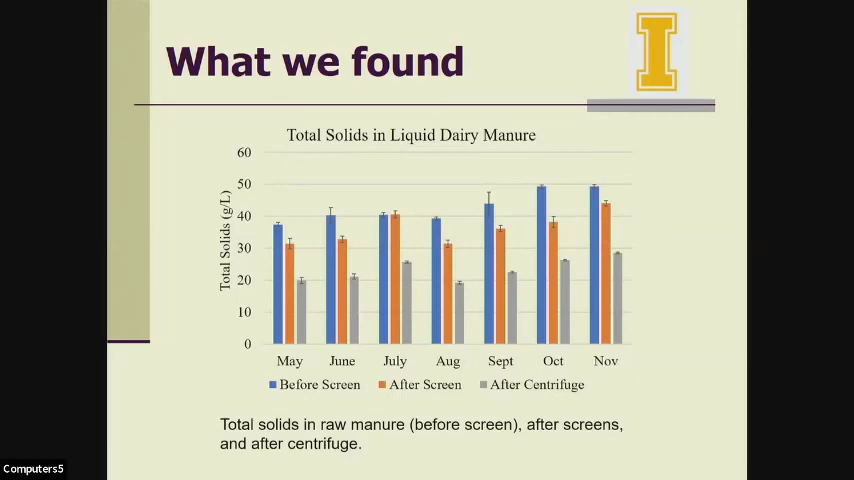 What we found
I
Total Solids in Liquid Dairy Manure
Total Solids (g/L)
60
50
40
30
20
10
0
May June July Aug Sept Oct Nov
Before Screen After Screen After Centrifuge
Total solids in raw manure (before screen), after screens,
and after centrifuge.
Computers5